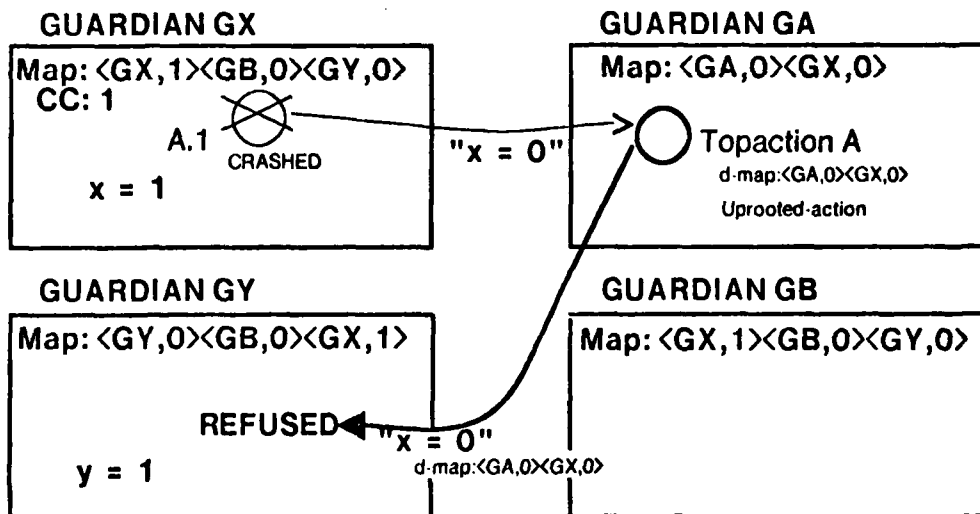 GUARDIAN GX
Map: <GX,1><GB,0><GY,0>
CC: 1
A.1
CRASHED
x = 1
"x = 0"
GUARDIAN GA
Map: <GA,0><GX,0>
Topaction A
d-map:<GA,0><GX,0>
Uprooted-action
GUARDIAN GY
Map: <GY,0><GB,0><GX,1>
REFUSED
"x = 0"
d-map:<GA,0><GX,0>
y = 1
GUARDIAN GB
Map: <GX,1><GB,0><GY,0>